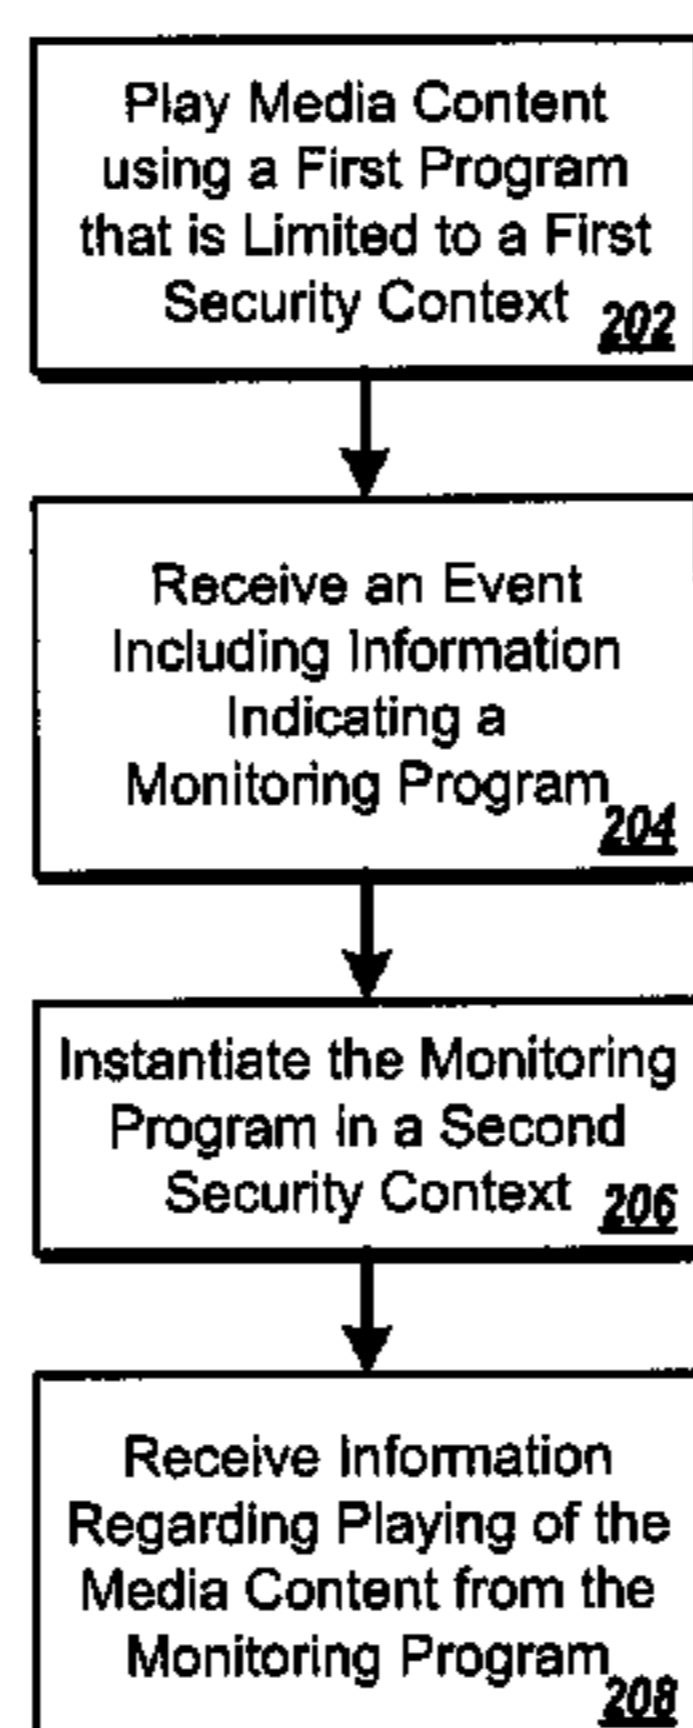 Play Media Content
using a First Program
that is Limited to a First
Security Context 202
Receive an Event
Including Information
Indicating a
Monitoring Program
204
Instantiate the Monitoring
Program in a Second
Security Context 206
Receive Information
Regarding Playing of the
Media Content from the
Monitoring Program
208